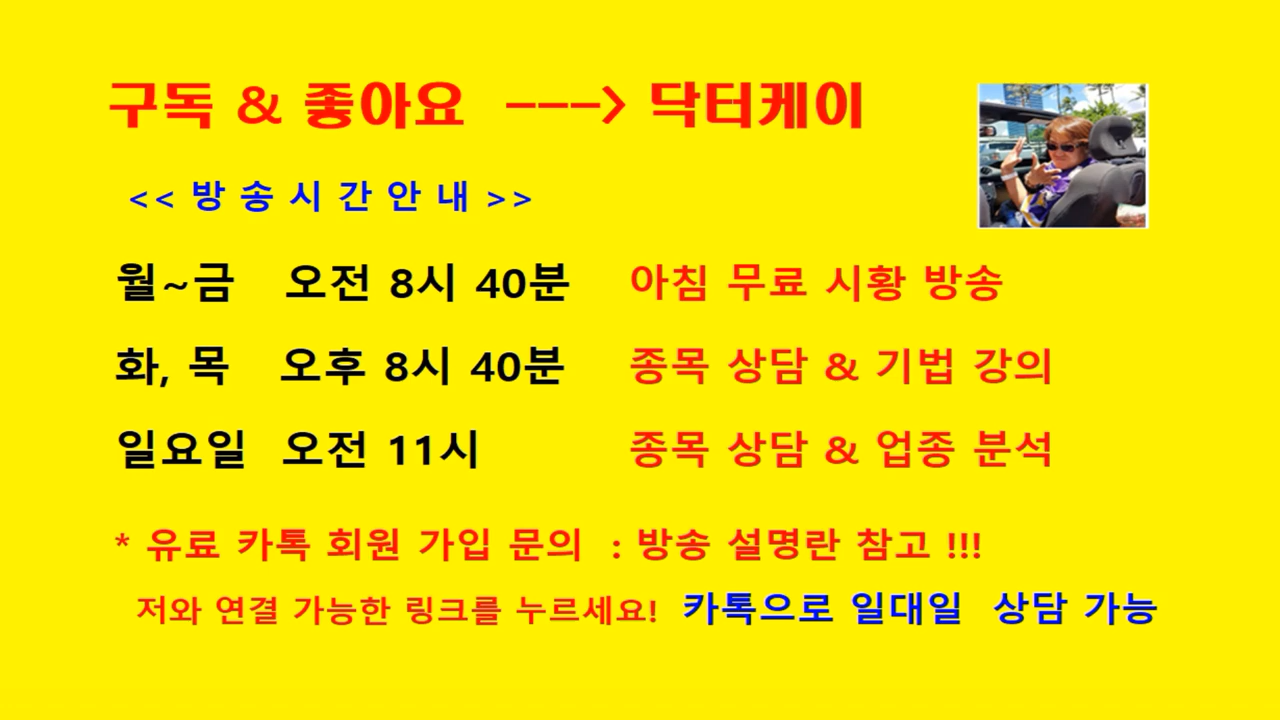 구독 & 좋아요 ---> 닥터케이
<< 방 송 시 간 안 내 >>
월~금 오전 8시 40분 아침 무료 시황 방송
화, 목 오후 8시 40분 종목 상담 & 기법 강의
일요일 오전 11시 종목 상담 & 업종 분석
* 유료 카톡 회원 가입 문의 : 방송 설명란 참고 !!!
저와 연결 가능한 링크를 누르세요! 카톡으로 일대일 상담 가능